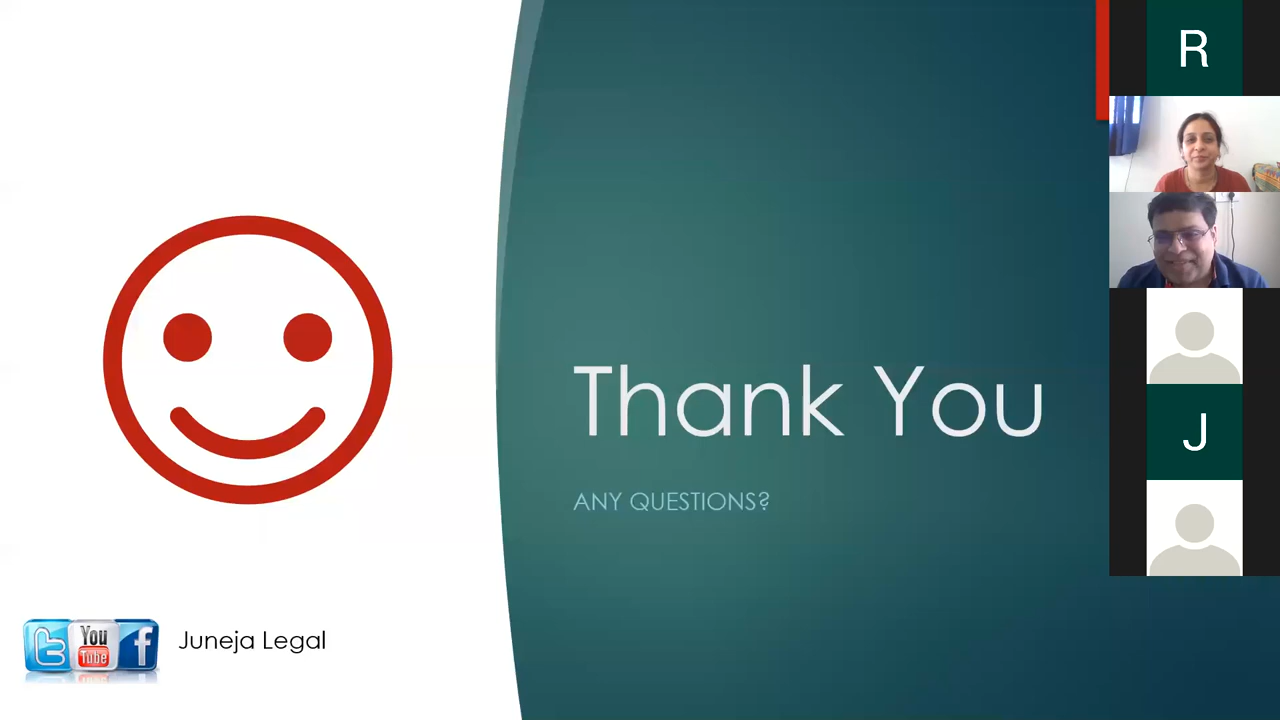 Thank You
ANY QUESTIONS?
You
Tube
f
Juneja Legal
R
J